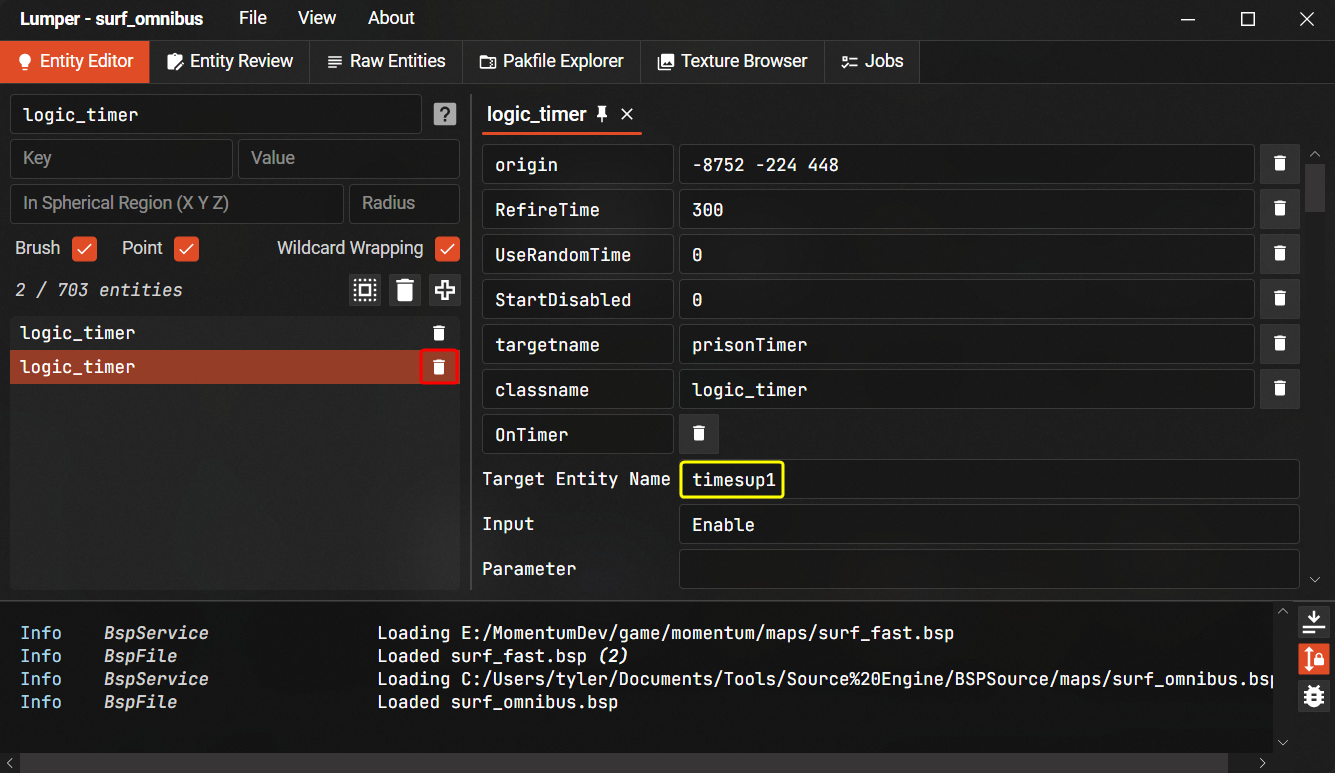 Lumper - surf_omnibus File View About
Entity Editor Entity Review Raw Entities Pakfile Explorer Texture Browser Jobs
logic_timer ?
Key Value
In Spherical Region (X Y Z) Radius
Brush Point Wildcard Wrapping
2 / 703 entities
logic_timer
logic_timer
logic_timer
origin -8752 -224 448
RefireTime 300
UseRandomTime 0
StartDisabled 0
targetname prisonTimer
classname logic_timer
OnTimer
Target Entity Name timesup1
Input Enable
Parameter
Info BspService Loading E:/MomentumDev/game/momentum/maps/surf_fast.bsp
Info BspFile Loaded surf_fast.bsp (2)
Info BspService Loading C:/Users/tyler/Documents/Tools/Source%20Engine/BSPSource/maps/surf_omnibus.bsp
Info BspFile Loaded surf_omnibus.bsp